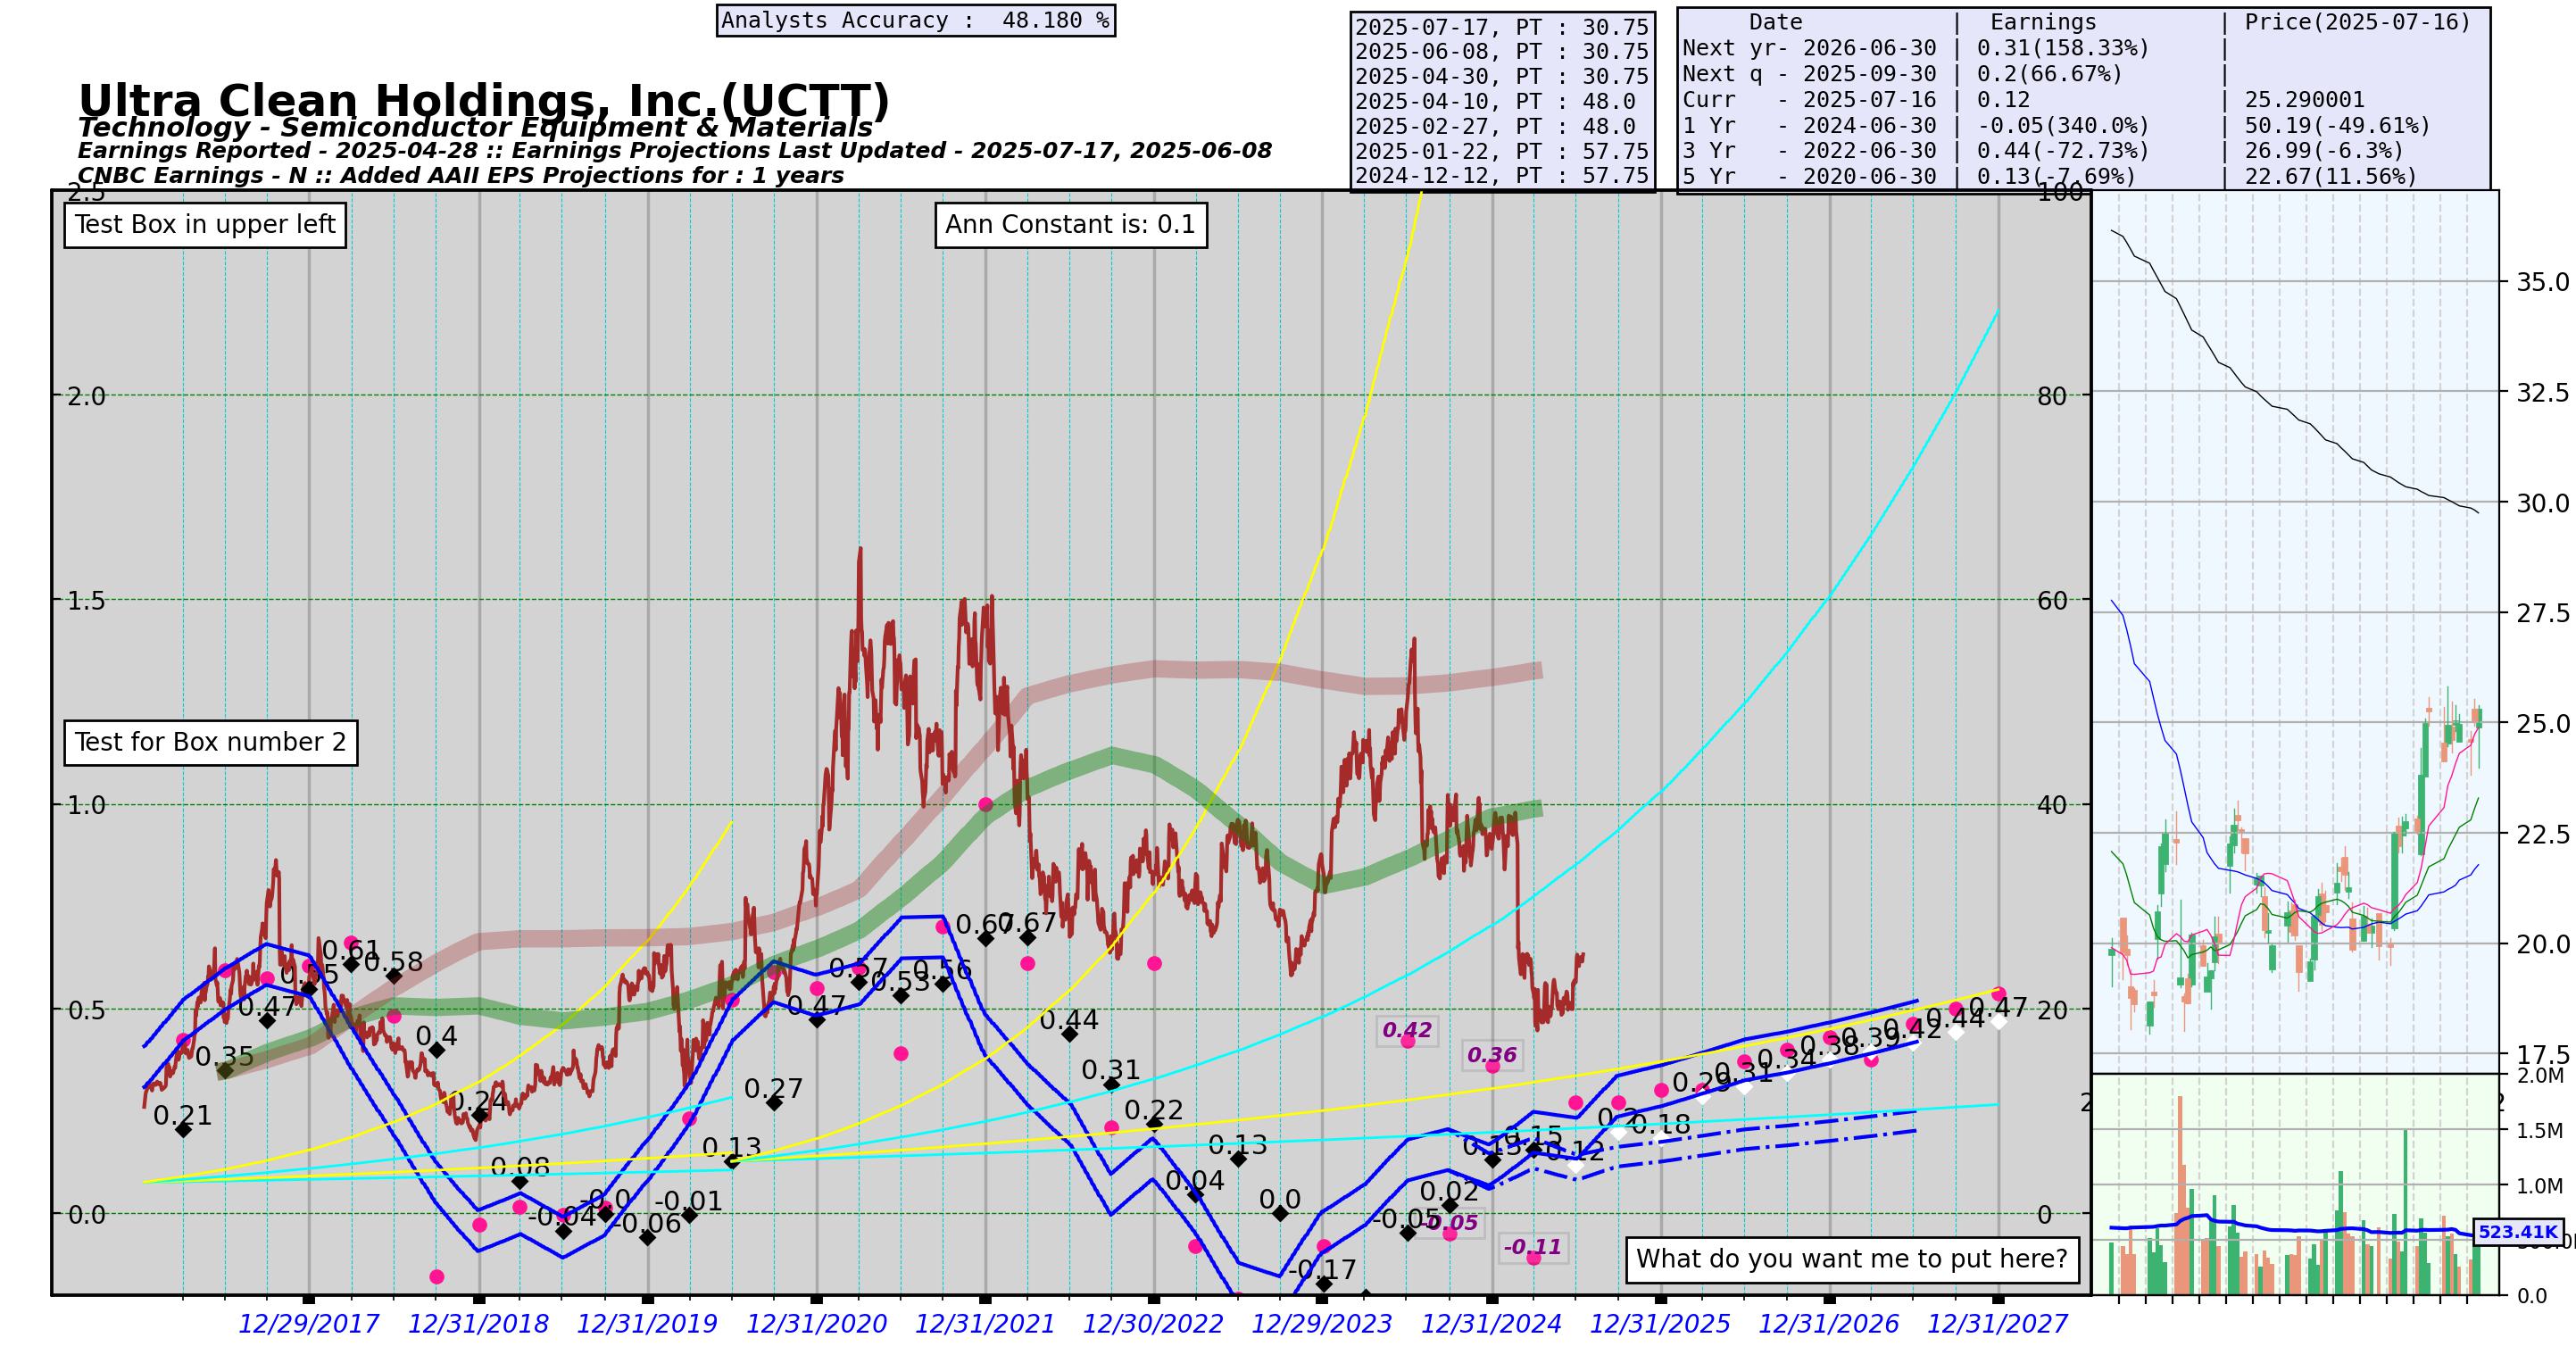 Analysts Accuracy :  48.180 %
2025-07-17, PT : 30.75
2025-06-08, PT : 30.75
2025-04-30, PT : 30.75
2025-04-10, PT : 48.0
2025-02-27, PT : 48.0
2025-01-22, PT : 57.75
2024-12-12, PT : 57.75
Date | Earnings | Price(2025-07-16)
Next yr- 2026-06-30 | 0.31(158.33%) |
Next q - 2025-09-30 | 0.2(66.67%) |
Curr - 2025-07-16 | 0.12 | 25.290001
1 Yr - 2024-06-30 | -0.05(340.0%) | 50.19(-49.61%)
3 Yr - 2022-06-30 | 0.44(-72.73%) | 26.99(-6.3%)
5 Yr - 2020-06-30 | 0.13(-7.69%) | 22.67(11.56%)
Ultra Clean Holdings, Inc.(UCTT)
Technology - Semiconductor Equipment & Materials
Earnings Reported - 2025-04-28 :: Earnings Projections Last Updated - 2025-07-17, 2025-06-08
CNBC Earnings - N :: Added AAII EPS Projections for : 1 years
2.5
2.0
1.5
1.0
0.5
0.0
Test Box in upper left
Ann Constant is: 0.1
Test for Box number 2
What do you want me to put here?
0.21
0.35
0.47
0.55
0.61
0.58
0.4
0.24
0.08
-0.04
-0.0
-0.06
-0.01
0.13
0.27
0.47
0.57
0.53
0.56
0.67
0.67
0.44
0.31
0.22
0.04
0.13
0.0
-0.17
-0.05
0.02
0.13
0.15
0.12
0.2
0.18
0.29
0.31
0.34
0.38
0.39
0.42
0.44
0.47
0.42
0.36
-0.05
-0.11
100
80
60
40
20
0
35.0
32.5
30.0
27.5
25.0
22.5
20.0
17.5
2.0M
1.5M
1.0M
523.41K
0.0
12/29/2017
12/31/2018
12/31/2019
12/31/2020
12/31/2021
12/30/2022
12/29/2023
12/31/2024
12/31/2025
12/31/2026
12/31/2027